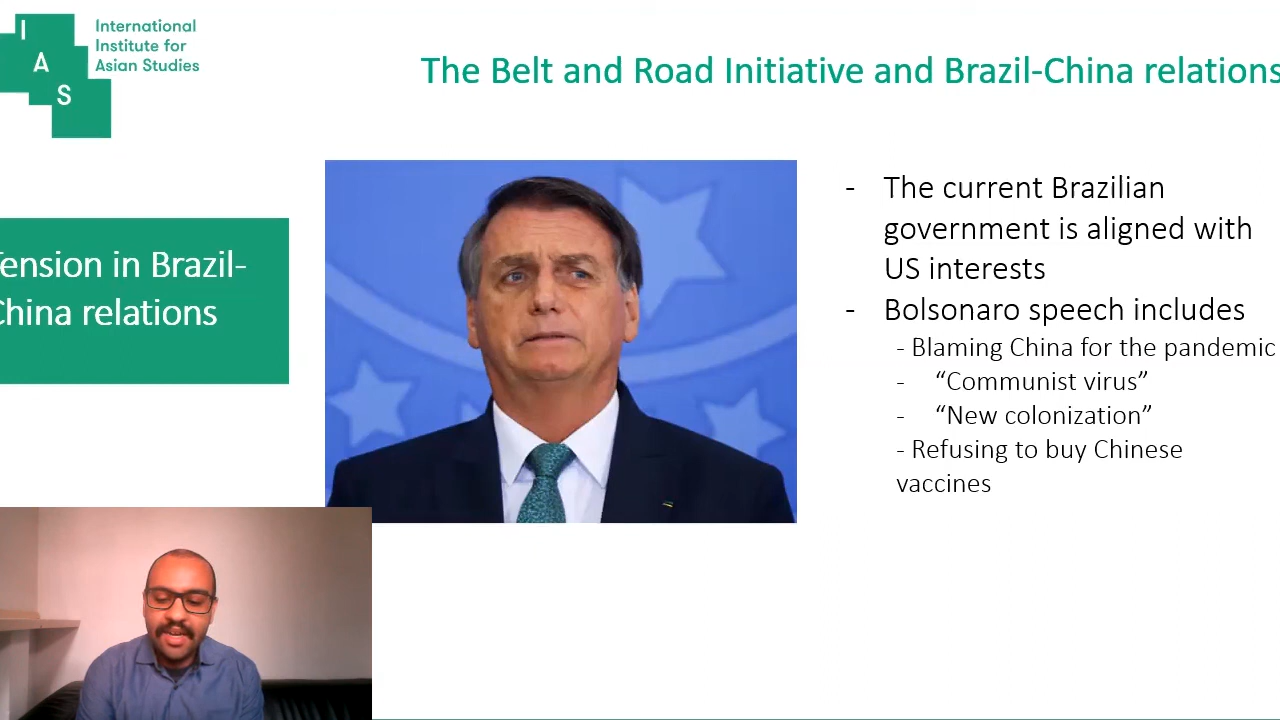 I
A
S
International
Institute for
Asian Studies
The Belt and Road Initiative and Brazil-China relations
Tension in Brazil-
China relations
- The current Brazilian
government is aligned with
US interests
- Bolsonaro speech includes
- Blaming China for the pandemic
- “Communist virus”
- “New colonization”
- Refusing to buy Chinese
vaccines